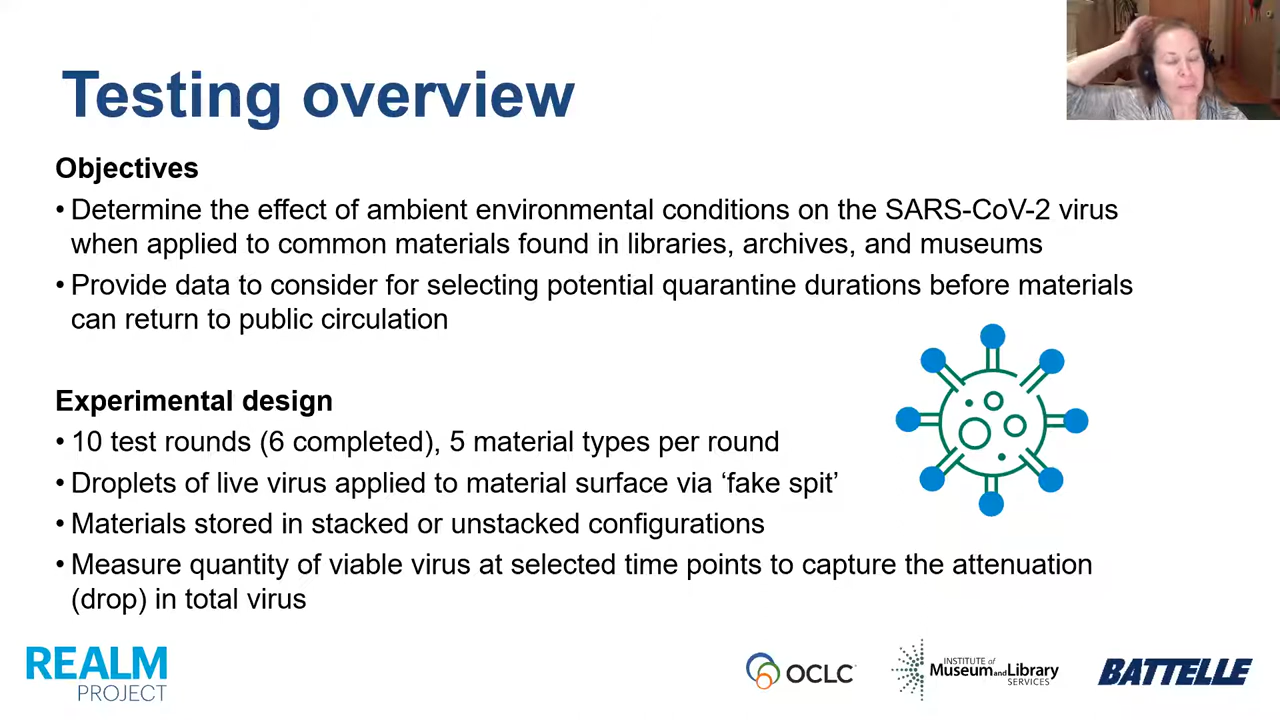 Testing overview
Objectives
• Determine the effect of ambient environmental conditions on the SARS-CoV-2 virus
when applied to common materials found in libraries, archives, and museums
• Provide data to consider for selecting potential quarantine durations before materials
can return to public circulation
Experimental design
• 10 test rounds (6 completed), 5 material types per round
• Droplets of live virus applied to material surface via ‘fake spit’
• Materials stored in stacked or unstacked configurations
• Measure quantity of viable virus at selected time points to capture the attenuation
(drop) in total virus
REALM
PROJECT
OCLC
INSTITUTE of
Museum and Library
SERVICES
BATTELLE